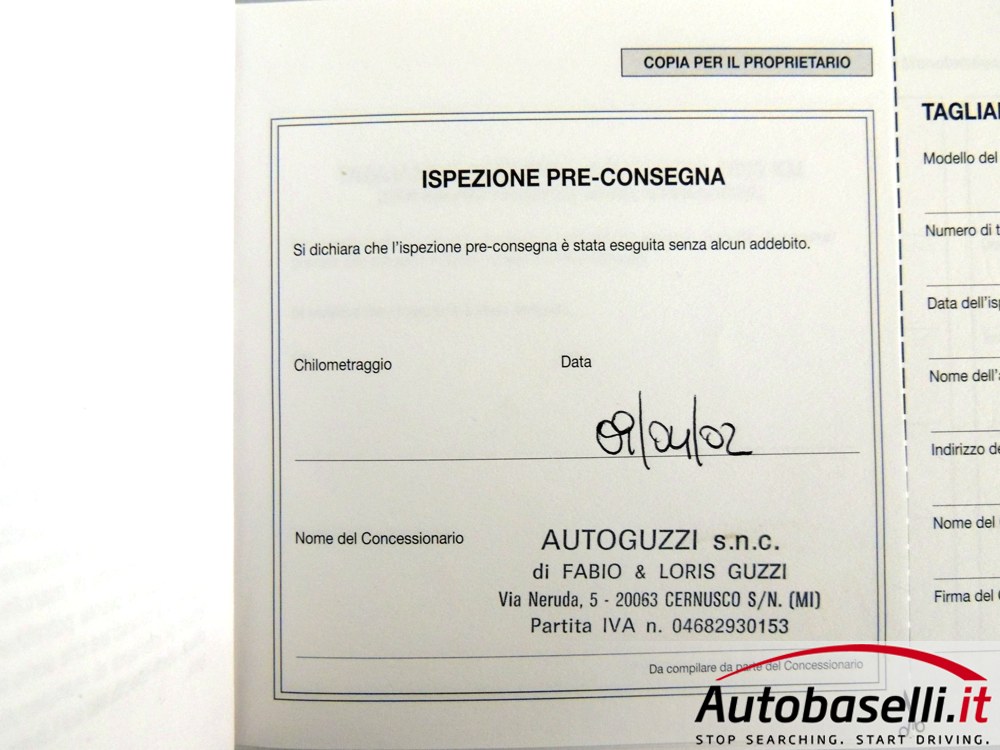 COPIA PER IL PROPRIETARIO
ISPEZIONE PRE-CONSEGNA
Si dichiara che l'ispezione pre-consegna è stata eseguita senza alcun addebito.
Chilometraggio
Data
09/04/02
Nome del Concessionario
AUTOGUZZI s.n.c.
di FABIO & LORIS GUZZI
Via Neruda, 5 - 20063 CERNUSCO S/N. (MI)
Partita IVA n. 04682930153
Da compilare da parte del Concessionario
TAGLIA
Modello del
Numero di t
Data dell'is
Nome dell'
Indirizzo de
Nome del
Firma del
Autobaselli.it
STOP SEARCHING. START DRIVING.